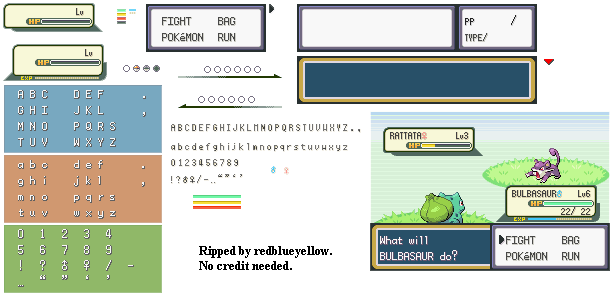 Lv
HP
FIGHT BAG
POKéMON RUN
PP /
TYPE/
Lv
HP
EXP
A B C D E F .
G H I J K L ,
M N O P Q R S
T U V W X Y Z
a b c d e f .
g h i j k l ,
m n o p q r s
t u v w x y z
0 1 2 3 4
5 6 7 8 9
! ? ♂ ♀ / -
… “ ” ‘ ’
ABCDEFGHIJKLMNOPQRSTUVWXYZ.,
abcdefghijklmnopqrstuvwxyz
0123456789
!?♂♀/-…“”‘’
♂ ♀
Ripped by redblueyellow.
No credit needed.
RATTATA♀ Lv3
HP
BULBASAUR♀ Lv6
HP
22/ 22
EXP
What will
BULBASAUR do?
FIGHT BAG
POKéMON RUN